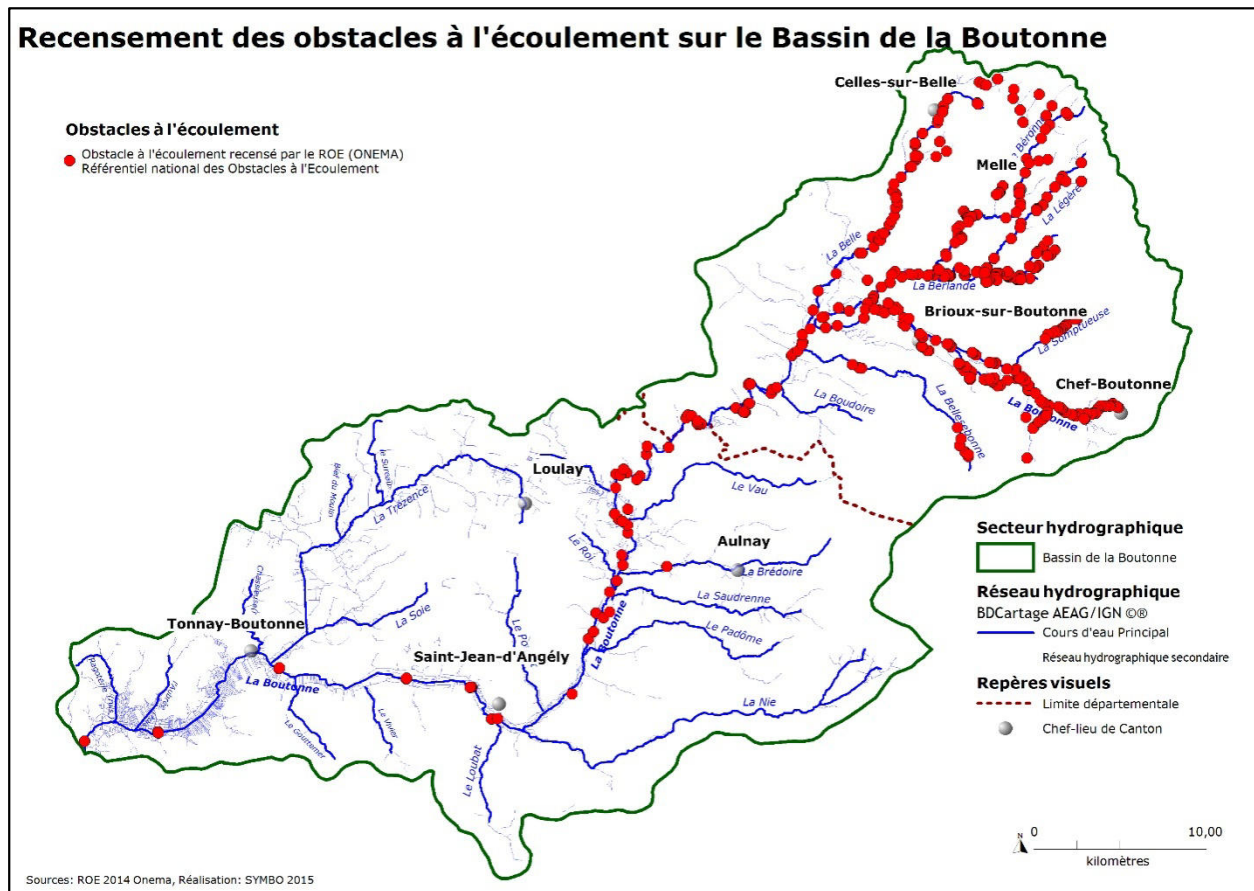 Recensement des obstacles à l'écoulement sur le Bassin de la Boutonne
Obstacles à l'écoulement
Obstacle à l'écoulement recensé par le ROE (ONEMA)
Référentiel national des Obstacles à l'Ecoulement
Celles-sur-Belle
Melle
La Légère
La Belle
La Berlande
Brioux-sur-Boutonne
La Somptueuse
Chef-Boutonne
La Boutonne
La Bellesebonne
La Boudoire
Loulay
Le Vau
Bief du Moulin
le Sureau
La Trézence
Aulnay
Le Roi
La Brédoire
La Saudrenne
Le Padôme
La Boutonne
La Soie
Tonnay-Boutonne
Saint-Jean-d'Angély
La Boutonne
La Nie
Le Vivier
Le Loubat
Secteur hydrographique
Bassin de la Boutonne
Réseau hydrographique
BDCartage AEAG/IGN ©®
Cours d'eau Principal
Réseau hydrographique secondaire
Repères visuels
Limite départementale
Chef-lieu de Canton
N
0 10,00
kilomètres
Sources: ROE 2014 Onema, Réalisation: SYMBO 2015